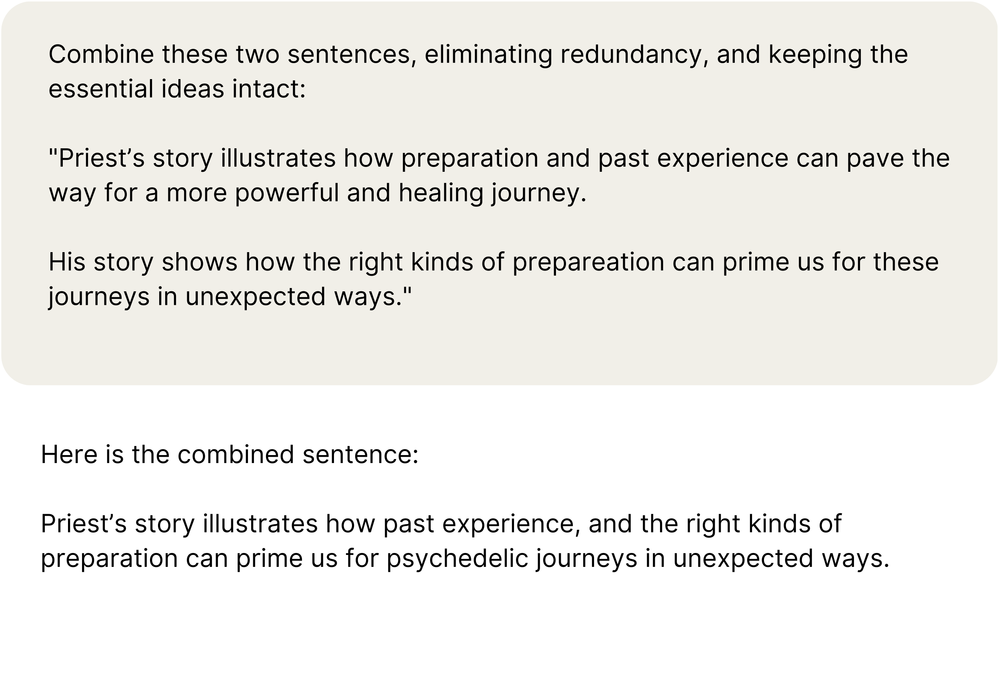 Combine these two sentences, eliminating redundancy, and keeping the
essential ideas intact:
"Priest’s story illustrates how preparation and past experience can pave the
way for a more powerful and healing journey.
His story shows how the right kinds of prepareation can prime us for these
journeys in unexpected ways."
Here is the combined sentence:
Priest’s story illustrates how past experience, and the right kinds of
preparation can prime us for psychedelic journeys in unexpected ways.